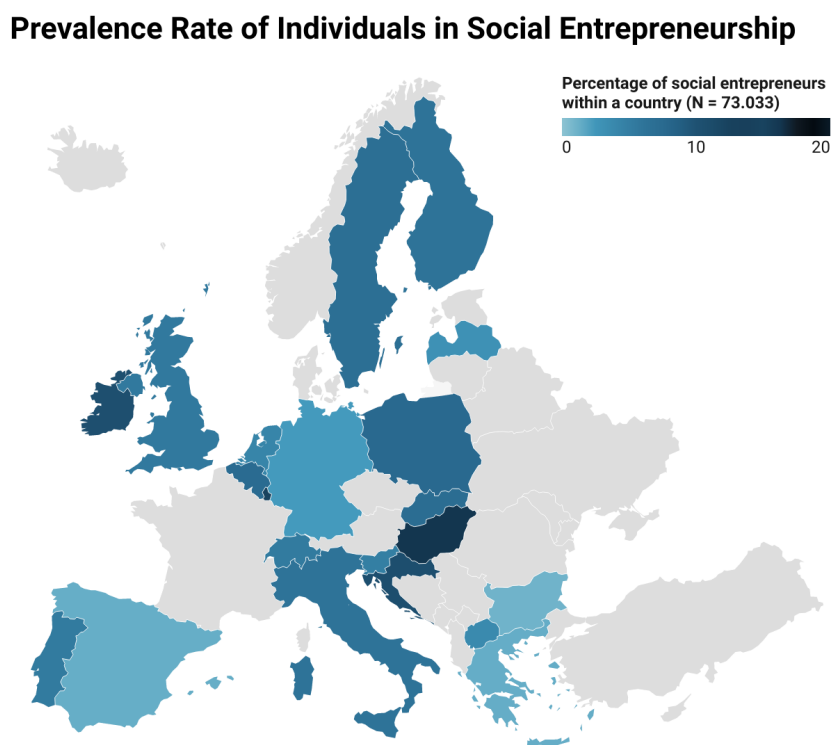 Prevalence Rate of Individuals in Social Entrepreneurship
Percentage of social entrepreneurs
within a country (N = 73.033)
0 10 20